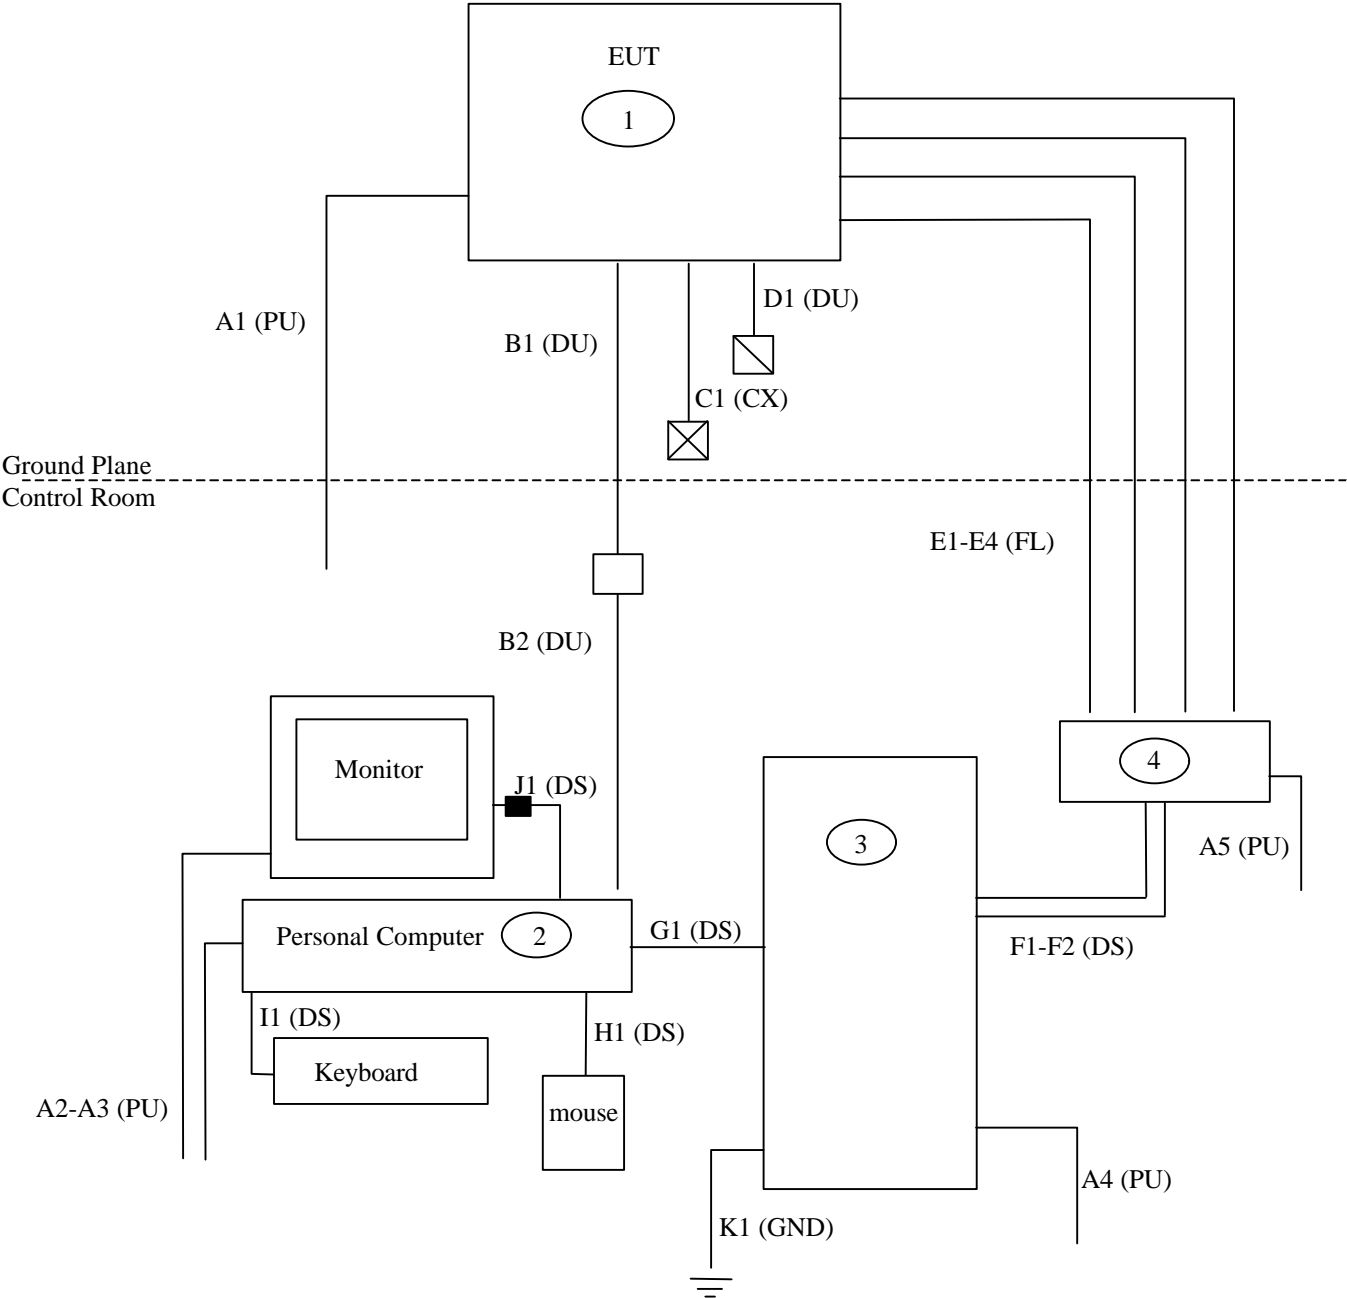 EUT
1
D1 (DU)
A1 (PU)
B1 (DU)
C1 (CX)
Ground Plane
Control Room
E1-E4 (FL)
B2 (DU)
Monitor
J1 (DS)
4
3
A5 (PU)
Personal Computer
2
G1 (DS)
F1-F2 (DS)
I1 (DS)
H1 (DS)
Keyboard
mouse
A2-A3 (PU)
A4 (PU)
K1 (GND)